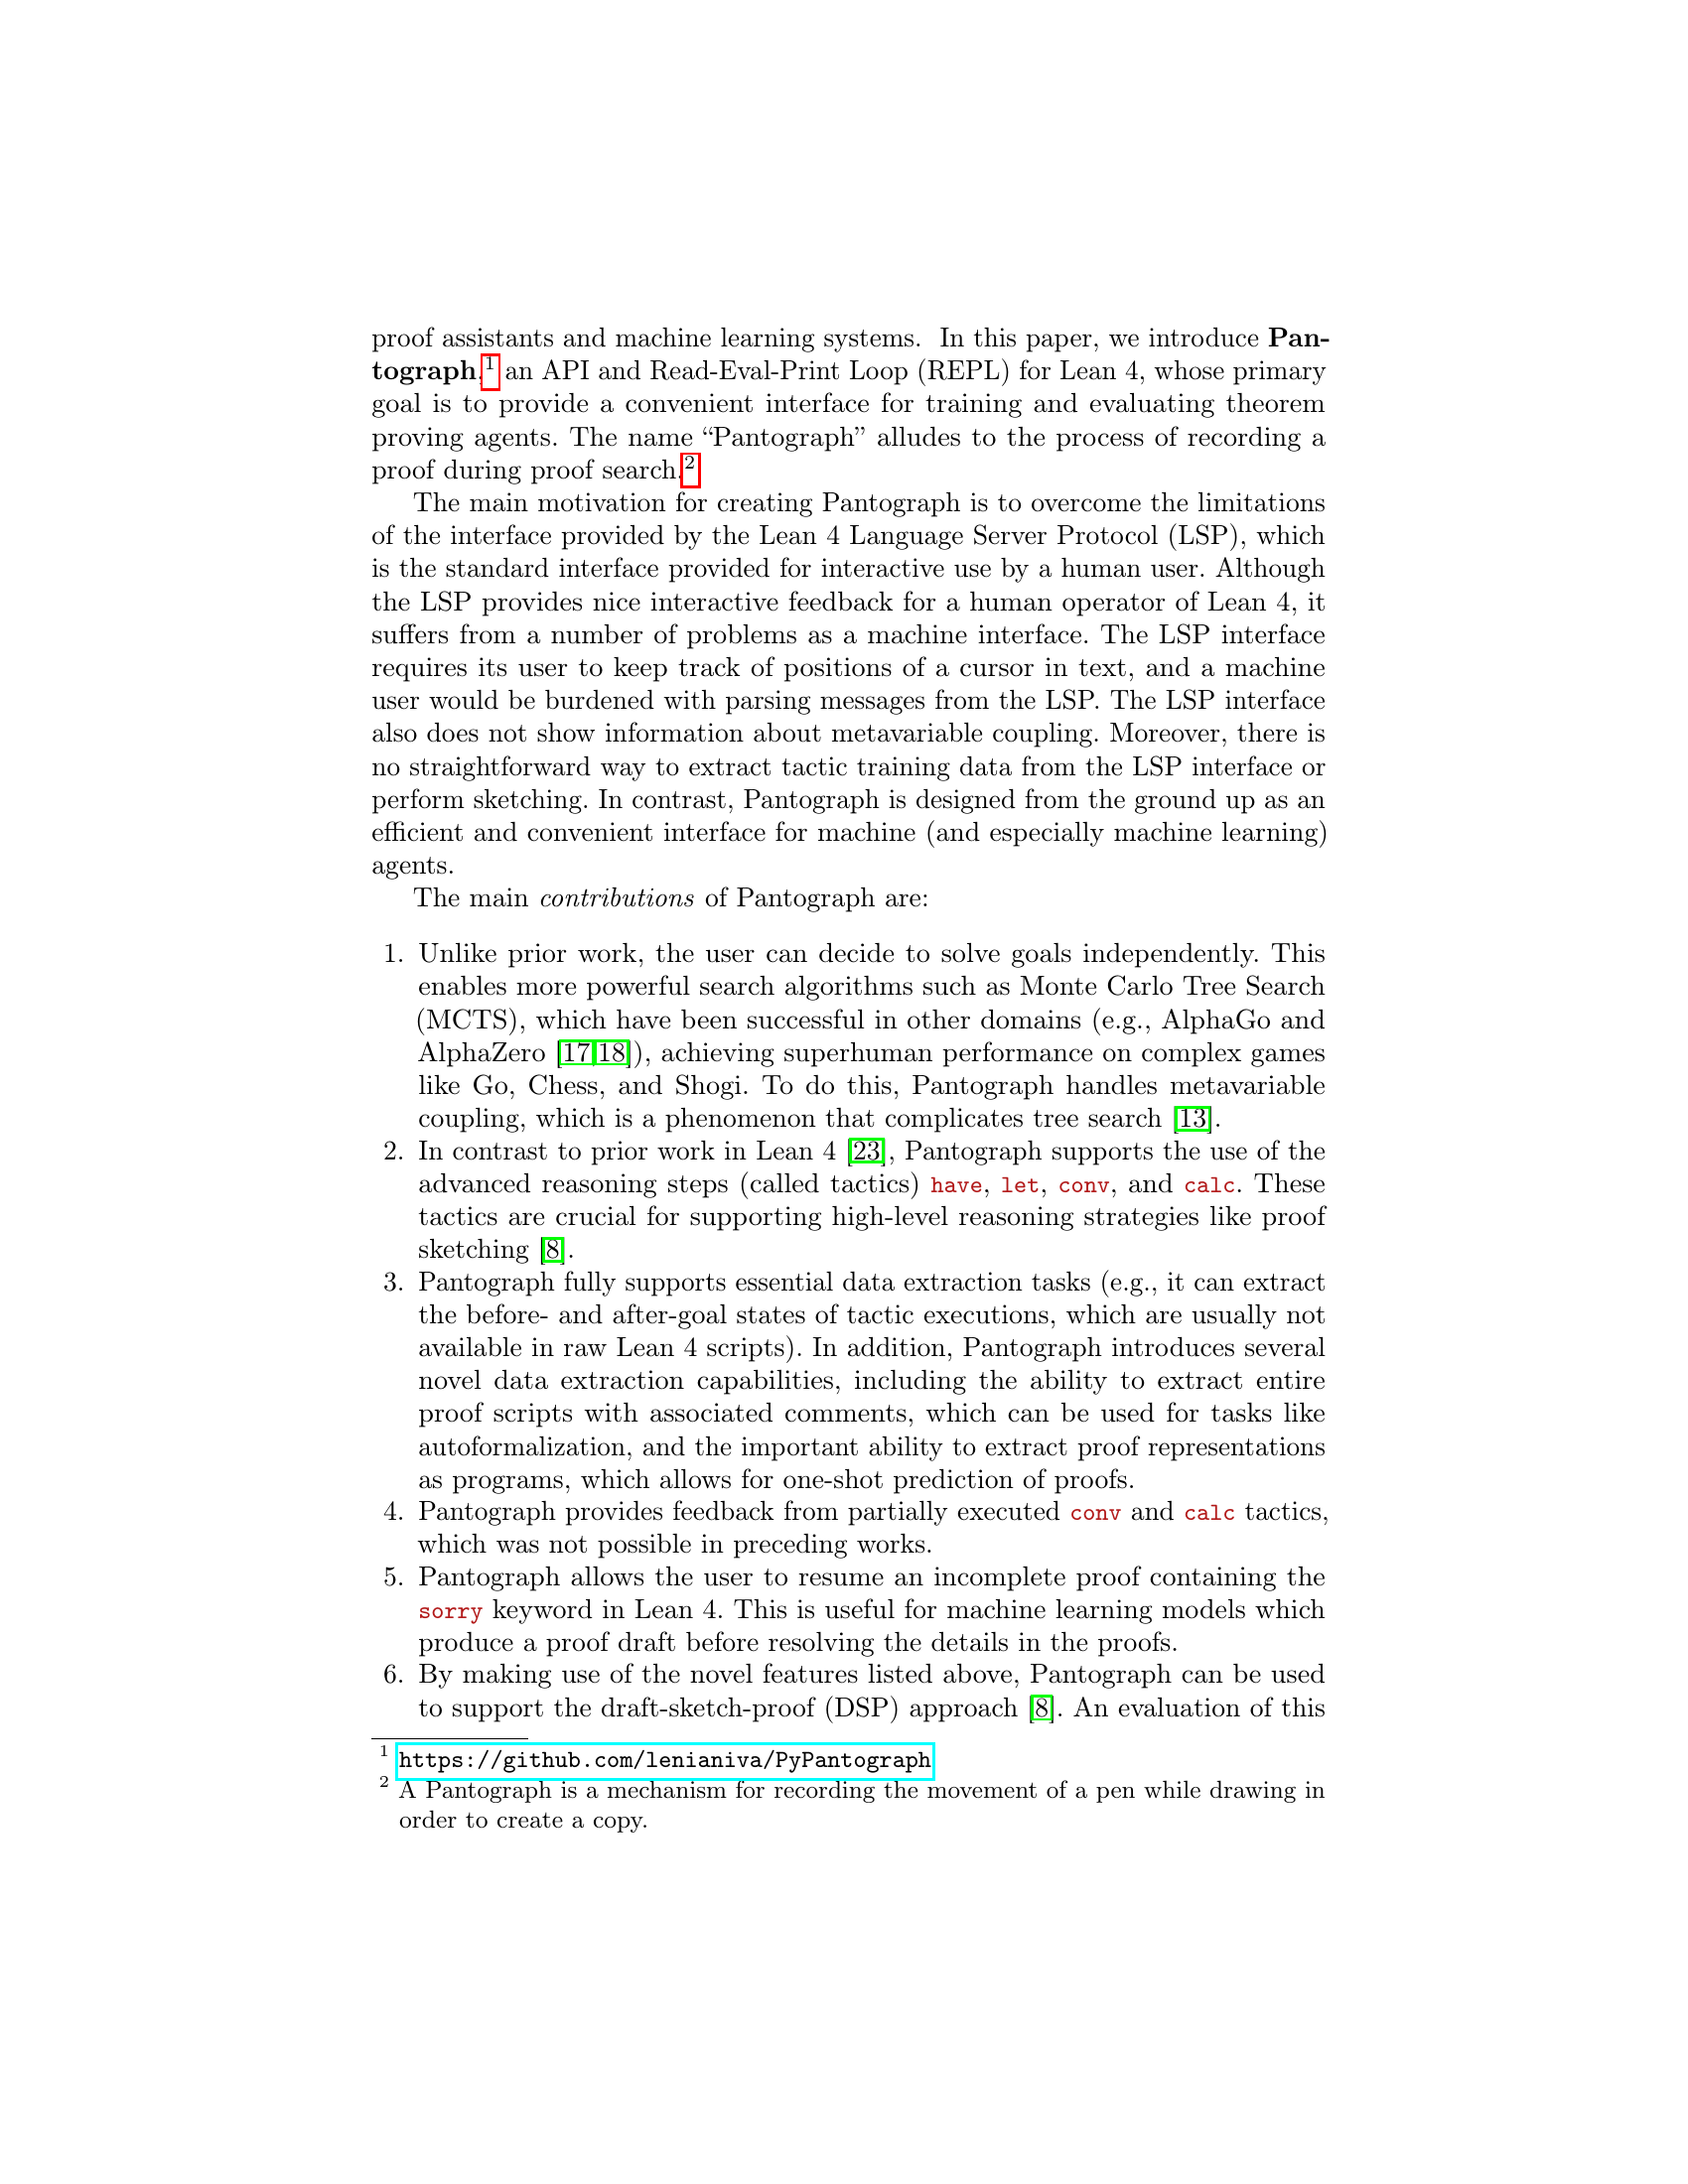 proof assistants and machine learning systems. In this paper, we introduce Pan-
tograph,1 an API and Read-Eval-Print Loop (REPL) for Lean 4, whose primary
goal is to provide a convenient interface for training and evaluating theorem
proving agents. The name “Pantograph” alludes to the process of recording a
proof during proof search.2
The main motivation for creating Pantograph is to overcome the limitations
of the interface provided by the Lean 4 Language Server Protocol (LSP), which
is the standard interface provided for interactive use by a human user. Although
the LSP provides nice interactive feedback for a human operator of Lean 4, it
suffers from a number of problems as a machine interface. The LSP interface
requires its user to keep track of positions of a cursor in text, and a machine
user would be burdened with parsing messages from the LSP. The LSP interface
also does not show information about metavariable coupling. Moreover, there is
no straightforward way to extract tactic training data from the LSP interface or
perform sketching. In contrast, Pantograph is designed from the ground up as an
efficient and convenient interface for machine (and especially machine learning)
agents.
The main contributions of Pantograph are:
1. Unlike prior work, the user can decide to solve goals independently. This
enables more powerful search algorithms such as Monte Carlo Tree Search
(MCTS), which have been successful in other domains (e.g., AlphaGo and
AlphaZero [17,18]), achieving superhuman performance on complex games
like Go, Chess, and Shogi. To do this, Pantograph handles metavariable
coupling, which is a phenomenon that complicates tree search [13].
2. In contrast to prior work in Lean 4 [23], Pantograph supports the use of the
advanced reasoning steps (called tactics) have, let, conv, and calc. These
tactics are crucial for supporting high-level reasoning strategies like proof
sketching [8].
3. Pantograph fully supports essential data extraction tasks (e.g., it can extract
the before- and after-goal states of tactic executions, which are usually not
available in raw Lean 4 scripts). In addition, Pantograph introduces several
novel data extraction capabilities, including the ability to extract entire
proof scripts with associated comments, which can be used for tasks like
autoformalization, and the important ability to extract proof representations
as programs, which allows for one-shot prediction of proofs.
4. Pantograph provides feedback from partially executed conv and calc tactics,
which was not possible in preceding works.
5. Pantograph allows the user to resume an incomplete proof containing the
sorry keyword in Lean 4. This is useful for machine learning models which
produce a proof draft before resolving the details in the proofs.
6. By making use of the novel features listed above, Pantograph can be used
to support the draft-sketch-proof (DSP) approach [8]. An evaluation of this
1 https://github.com/lenianiva/PyPantograph
2 A Pantograph is a mechanism for recording the movement of a pen while drawing in
order to create a copy.